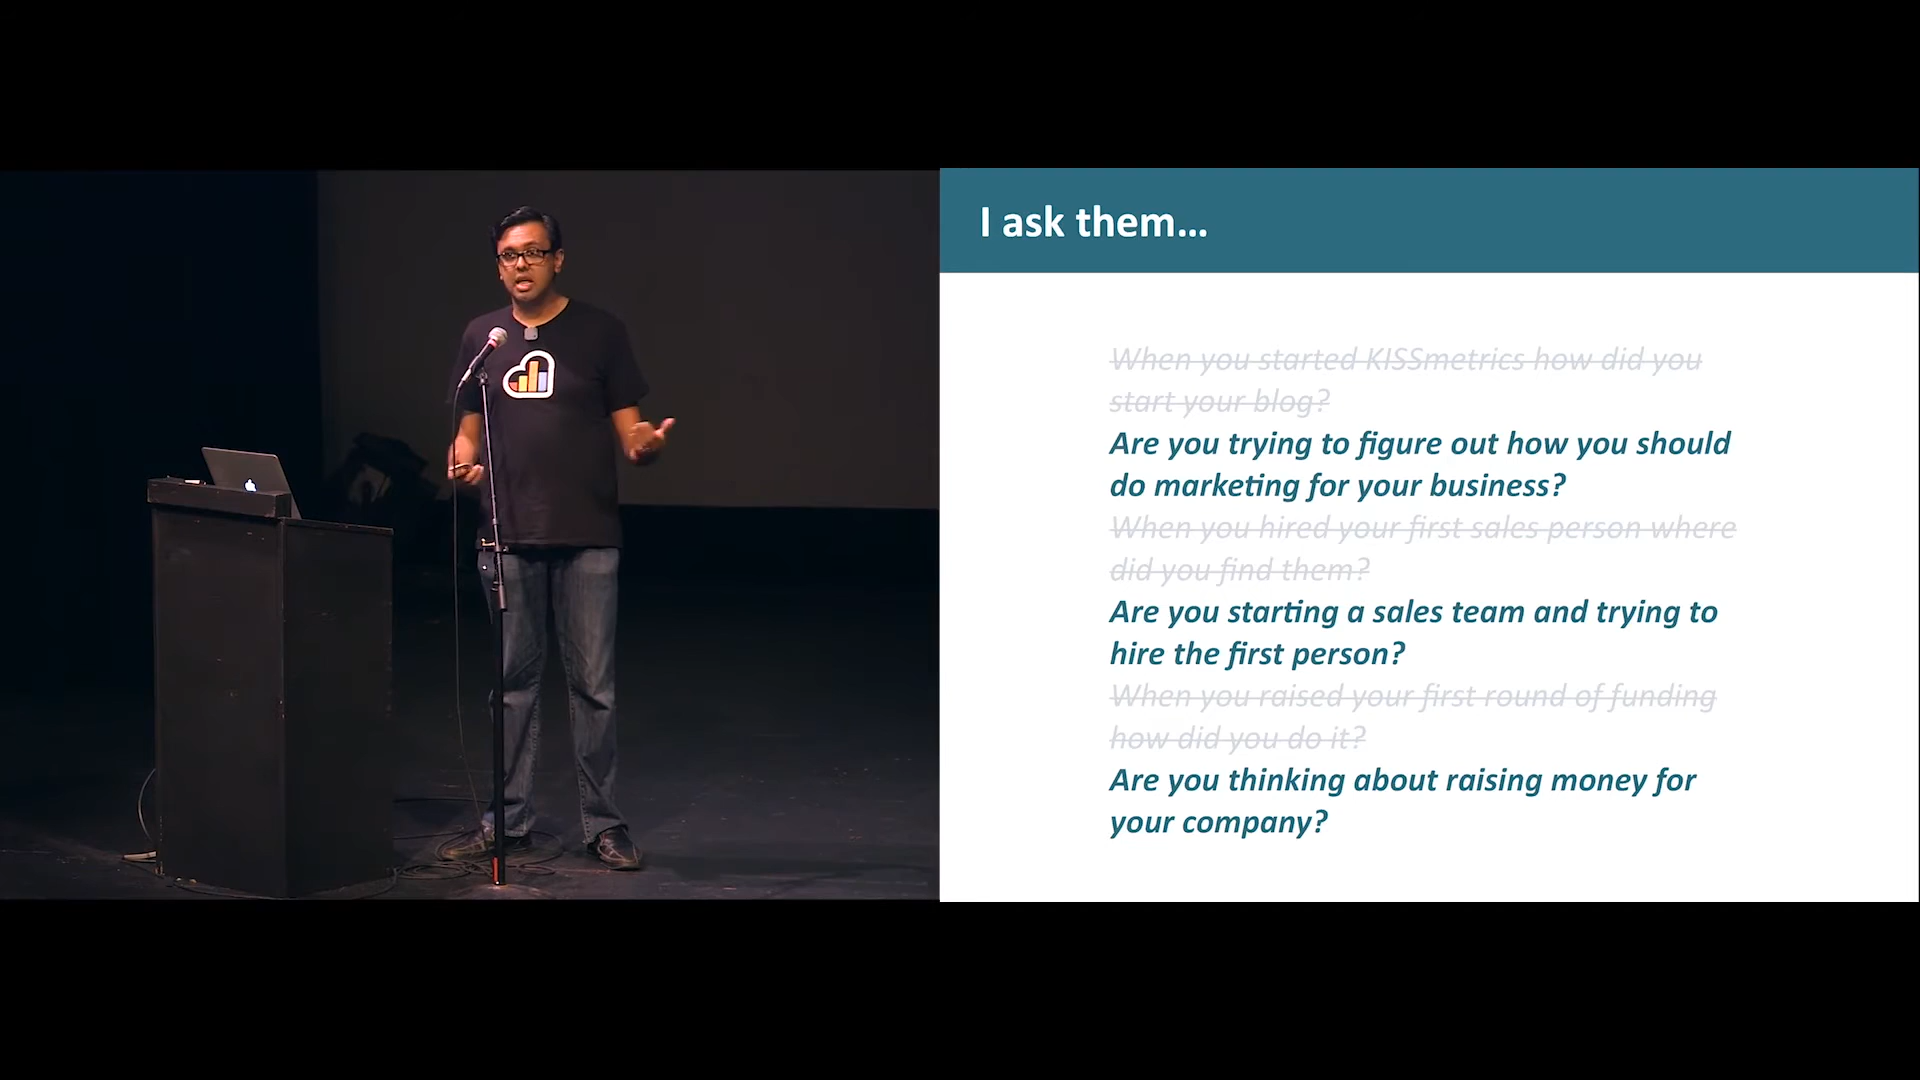 I ask them...
When you started KISSmetrics how did you
start your blog?
Are you trying to figure out how you should
do marketing for your business?
When you hired your first sales person where
did you find them?
Are you starting a sales team and trying to
hire the first person?
When you raised your first round of funding
how did you do it?
Are you thinking about raising money for
your company?